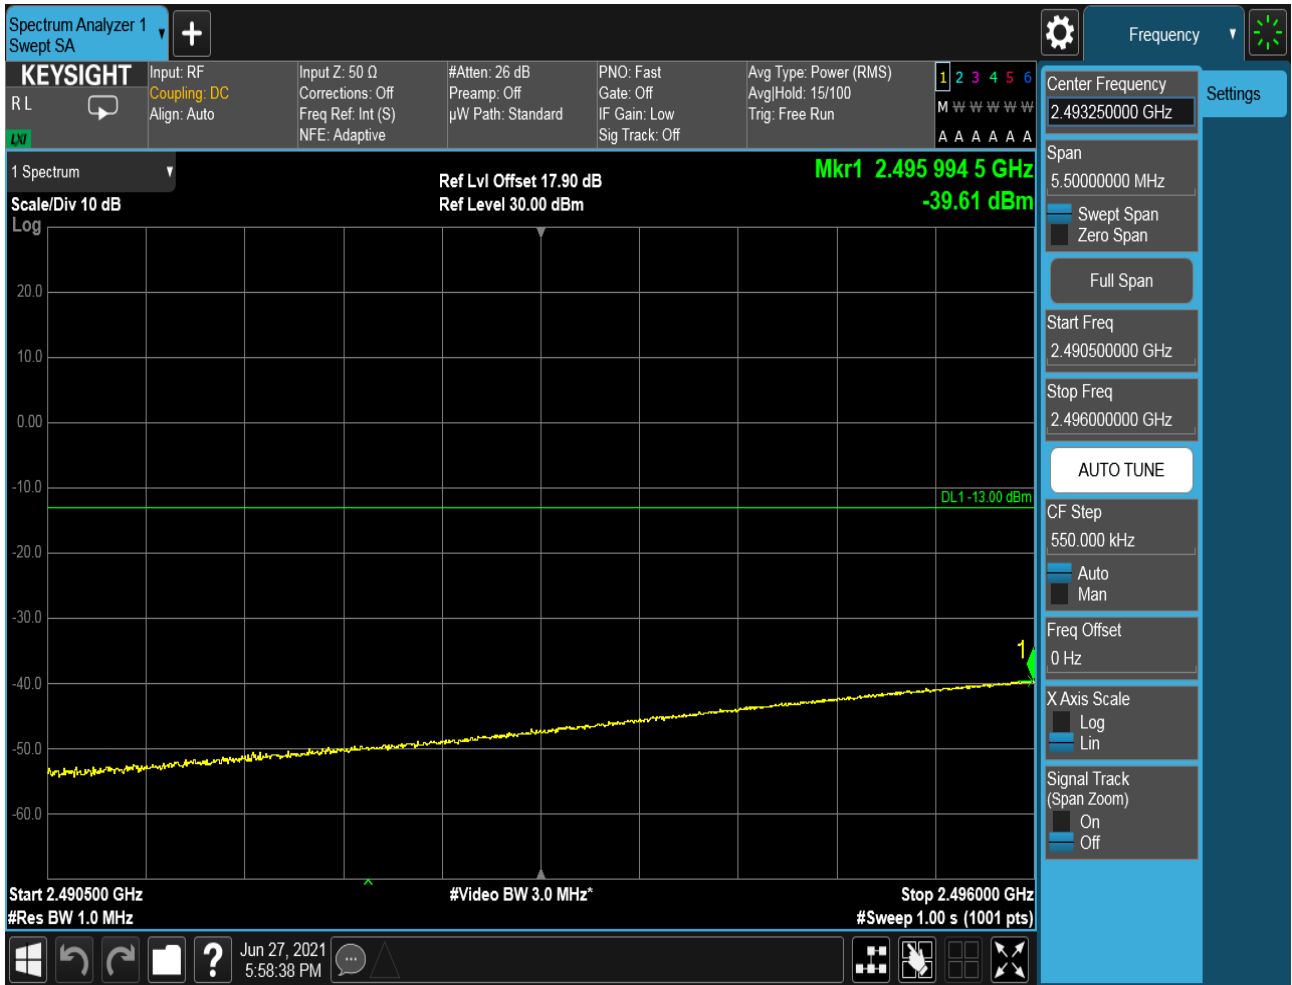 Spectrum Analyzer 1
Swept SA
Frequency
KEYSIGHT
R L
LXI
Input: RF
Coupling: DC
Align: Auto
Input Z: 50 Ω
Corrections: Off
Freq Ref: Int (S)
NFE: Adaptive
#Atten: 26 dB
Preamp: Off
µW Path: Standard
PNO: Fast
Gate: Off
IF Gain: Low
Sig Track: Off
Avg Type: Power (RMS)
Avg|Hold: 15/100
Trig: Free Run
1 2 3 4 5 6
M W W W W W
A A A A A A
1 Spectrum
Scale/Div 10 dB
Log
Ref Lvl Offset 17.90 dB
Ref Level 30.00 dBm
Mkr1 2.495 994 5 GHz
-39.61 dBm
20.0
10.0
0.00
-10.0
DL1 -13.00 dBm
-20.0
-30.0
1
-40.0
-50.0
-60.0
Start 2.490500 GHz
#Res BW 1.0 MHz
#Video BW 3.0 MHz*
Stop 2.496000 GHz
#Sweep 1.00 s (1001 pts)
Jun 27, 2021
5:58:38 PM
Center Frequency
2.493250000 GHz
Settings
Span
5.50000000 MHz
Swept Span
Zero Span
Full Span
Start Freq
2.490500000 GHz
Stop Freq
2.496000000 GHz
AUTO TUNE
CF Step
550.000 kHz
Auto
Man
Freq Offset
0 Hz
X Axis Scale
Log
Lin
Signal Track
(Span Zoom)
On
Off